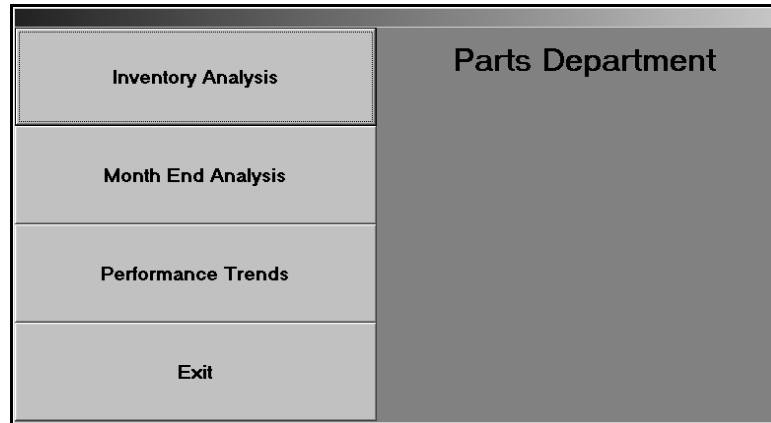 Inventory Analysis
Parts Department
Month End Analysis
Performance Trends
Exit